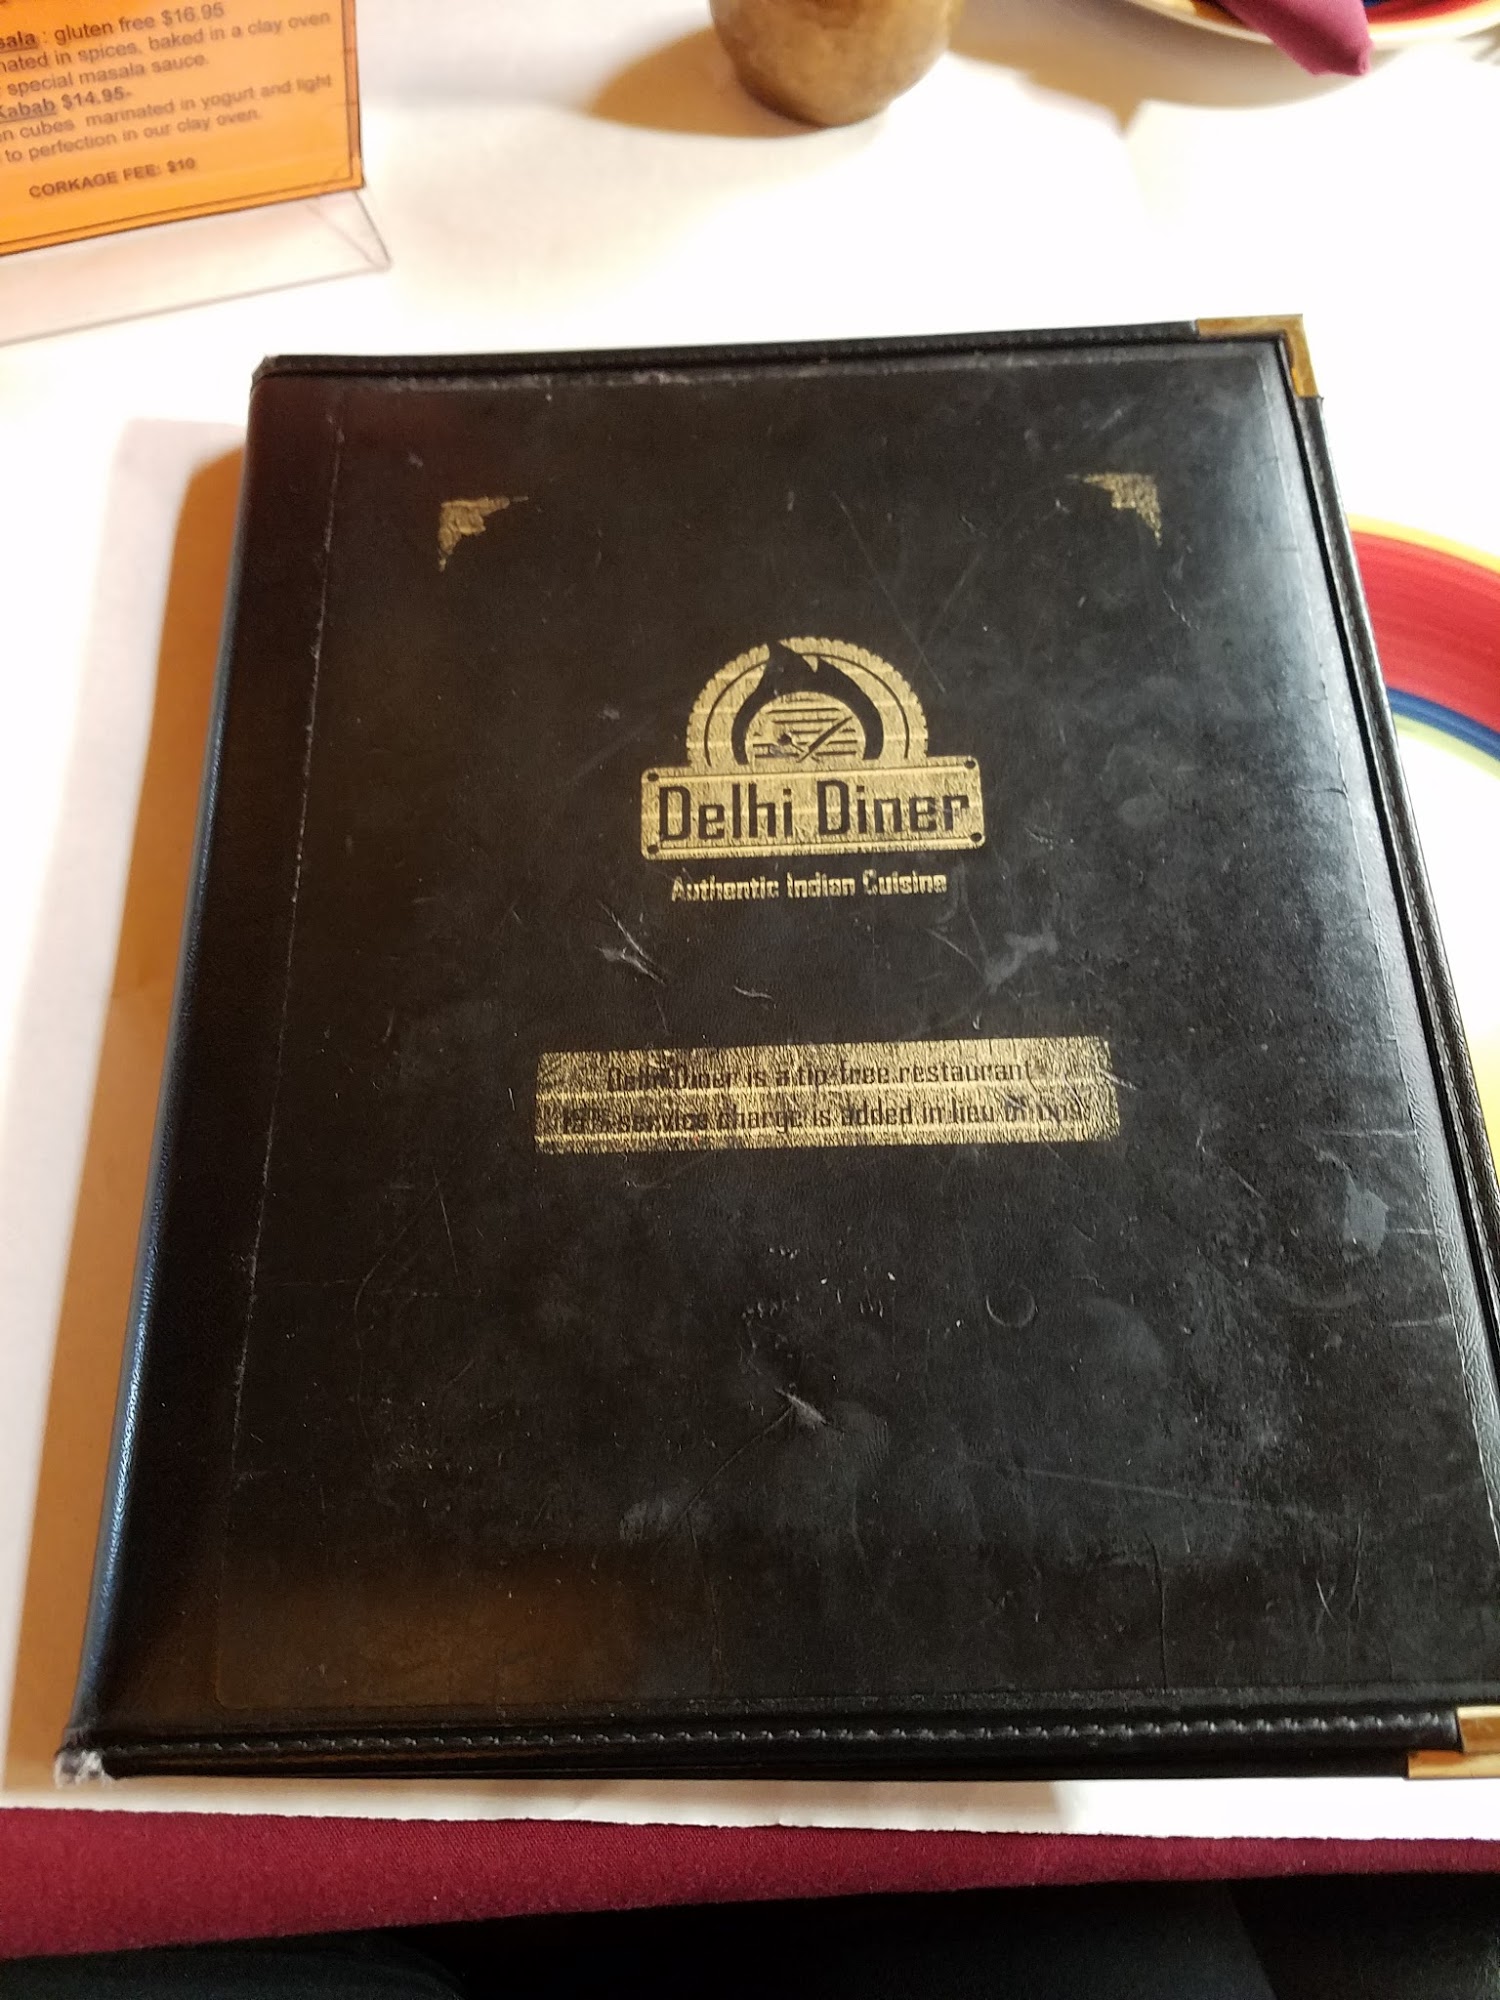 sala : gluten free $16.95
nated in spices, baked in a clay oven
special masala sauce.
Kabab $14.95-
n cubes marinated in yogurt and light
to perfection in our clay oven.
CORKAGE FEE: $10
Delhi Diner
Authentic Indian Cuisine
Delhi Diner is a tip-free restaurant
service charge is added in lieu of tips